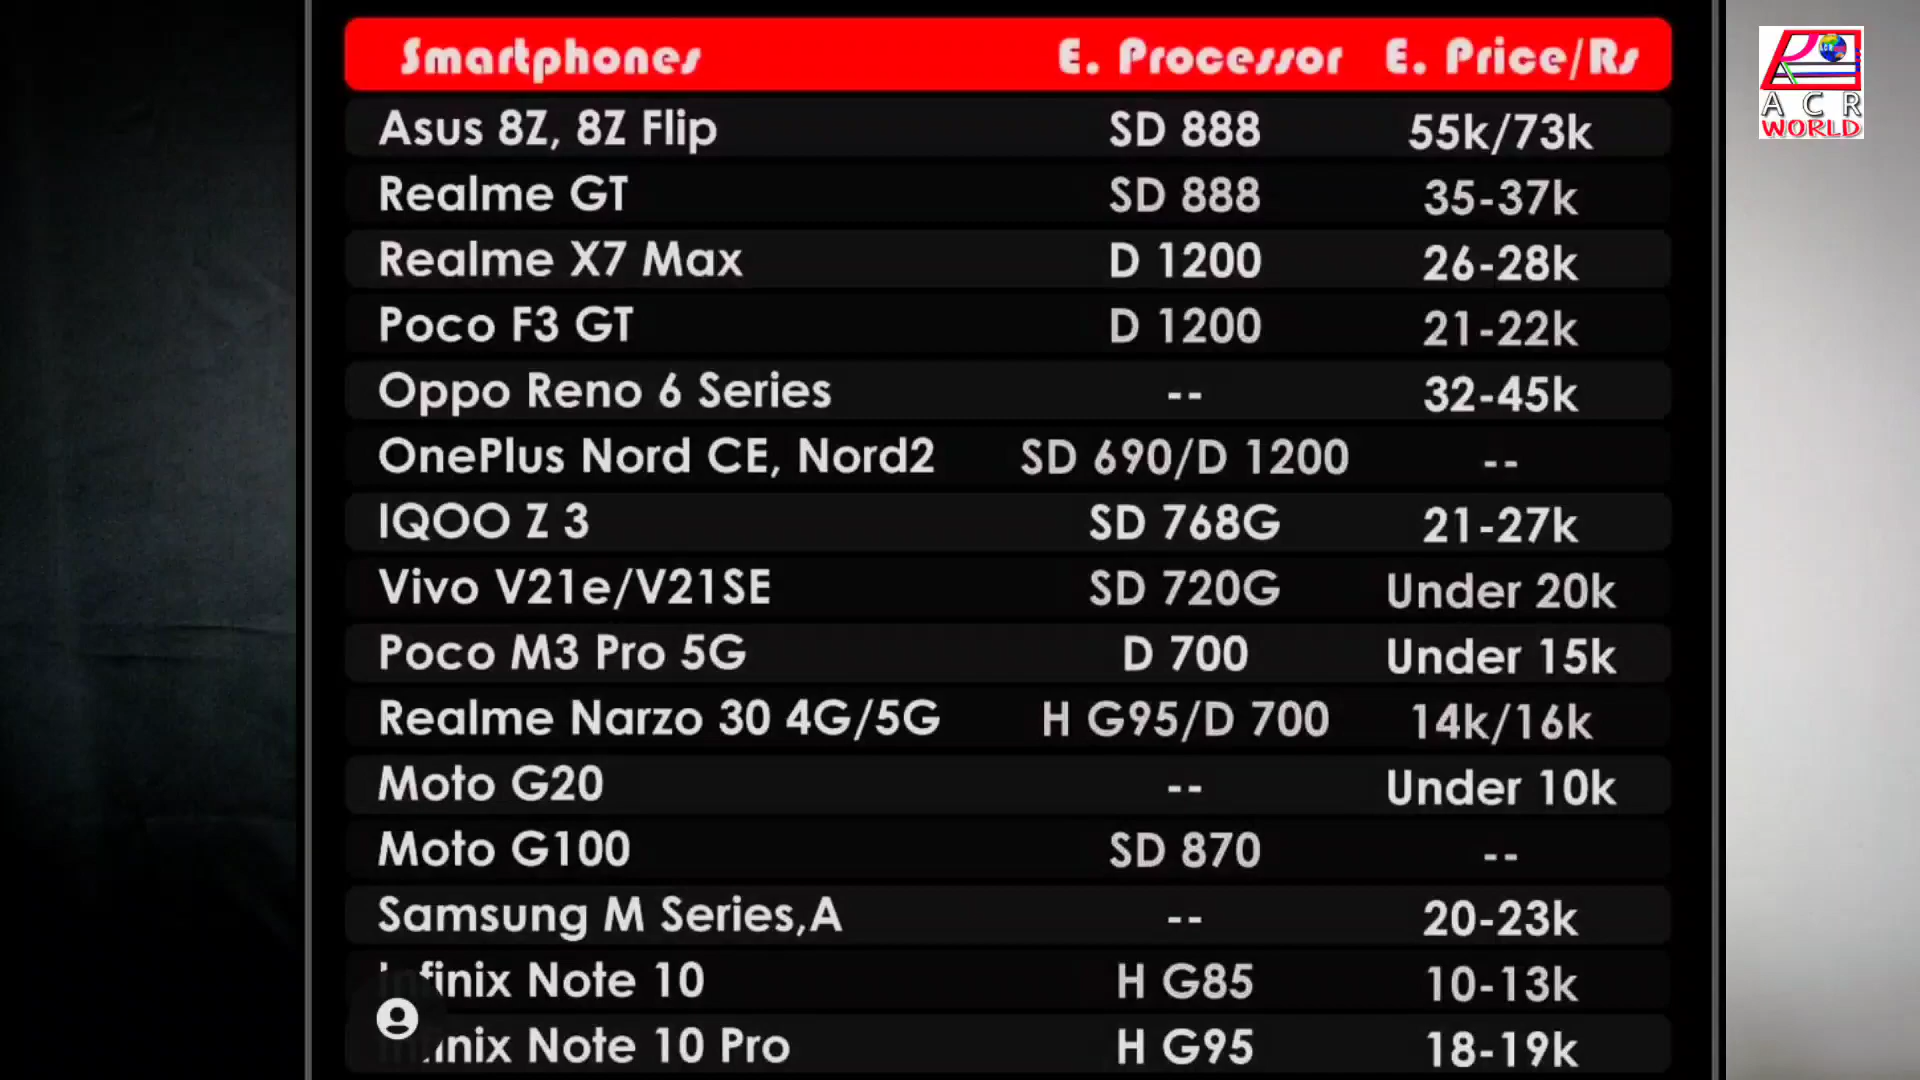 Smartphones E. Processor E. Price/Rs
Asus 8Z, 8Z Flip SD 888 55k/73k
Realme GT SD 888 35-37k
Realme X7 Max D 1200 26-28k
Poco F3 GT D 1200 21-22k
Oppo Reno 6 Series -- 32-45k
OnePlus Nord CE, Nord2 SD 690/D 1200 --
IQOO Z 3 SD 768G 21-27k
Vivo V21e/V21SE SD 720G Under 20k
Poco M3 Pro 5G D 700 Under 15k
Realme Narzo 30 4G/5G H G95/D 700 14k/16k
Moto G20 -- Under 10k
Moto G100 SD 870 --
Samsung M Series,A -- 20-23k
Infinix Note 10 H G85 10-13k
Infinix Note 10 Pro H G95 18-19k
ACR
WORLD